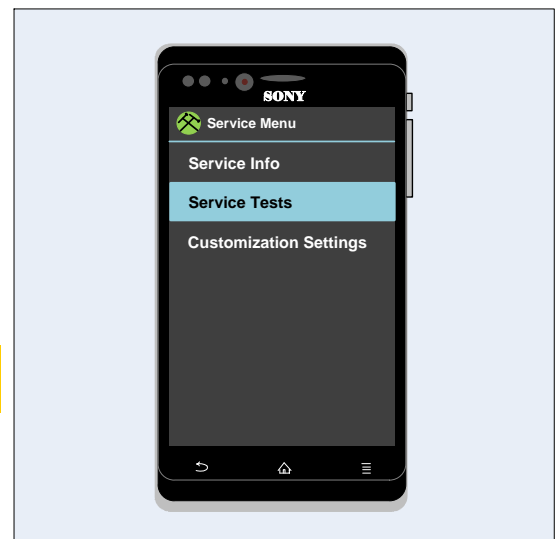 SONY
Service Menu
Service Info
Service Tests
Customization Settings